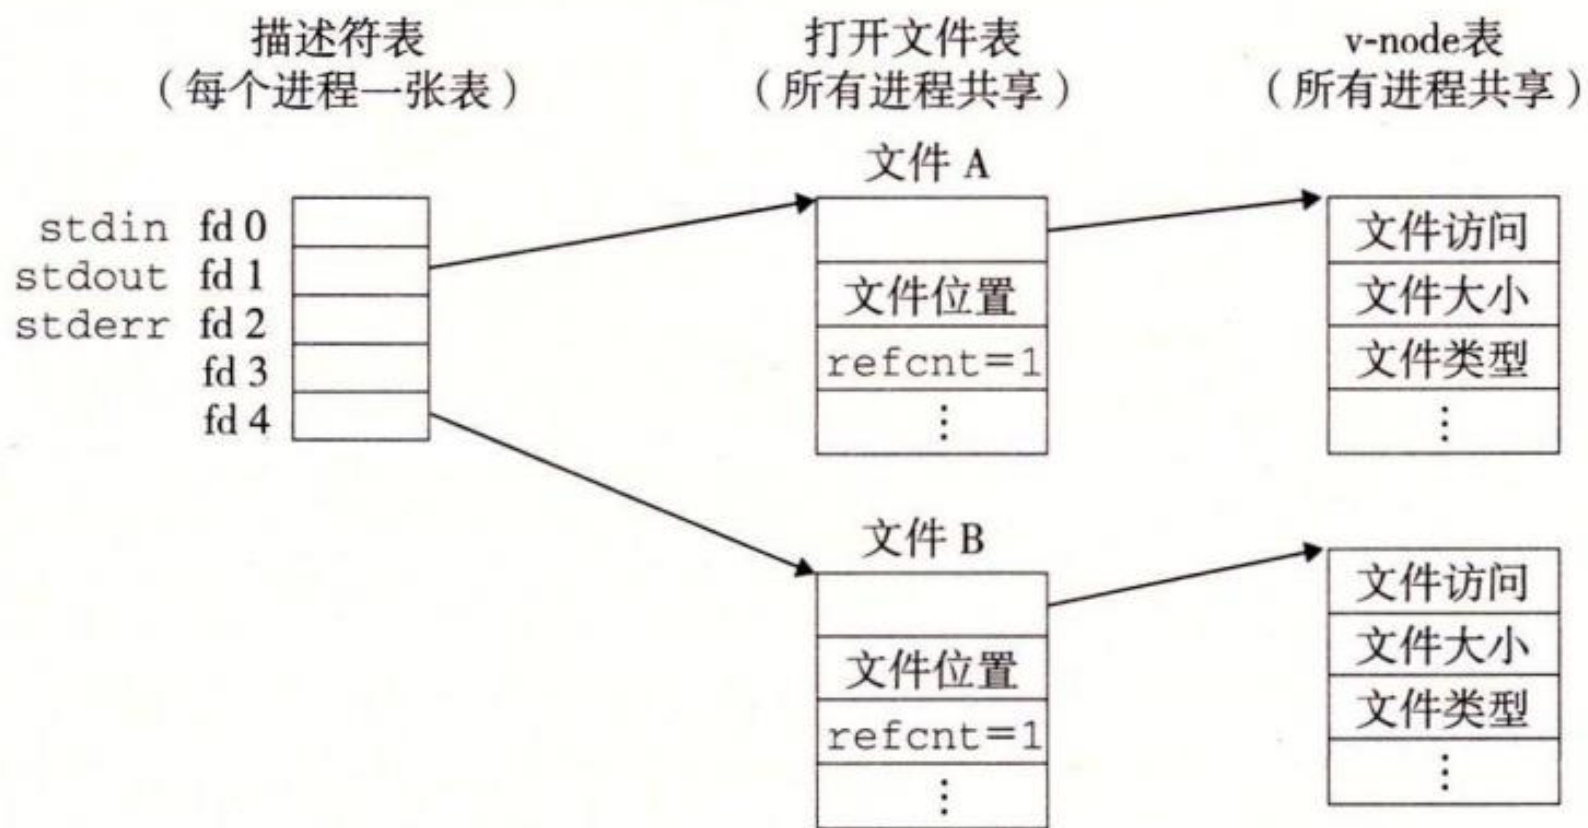 描述符表
（每个进程一张表）
打开文件表
（所有进程共享）
v-node表
（所有进程共享）
stdin fd 0
stdout fd 1
stderr fd 2
fd 3
fd 4
文件 A
文件位置
refcnt=1
⋮
文件访问
文件大小
文件类型
⋮
文件 B
文件位置
refcnt=1
⋮
文件访问
文件大小
文件类型
⋮